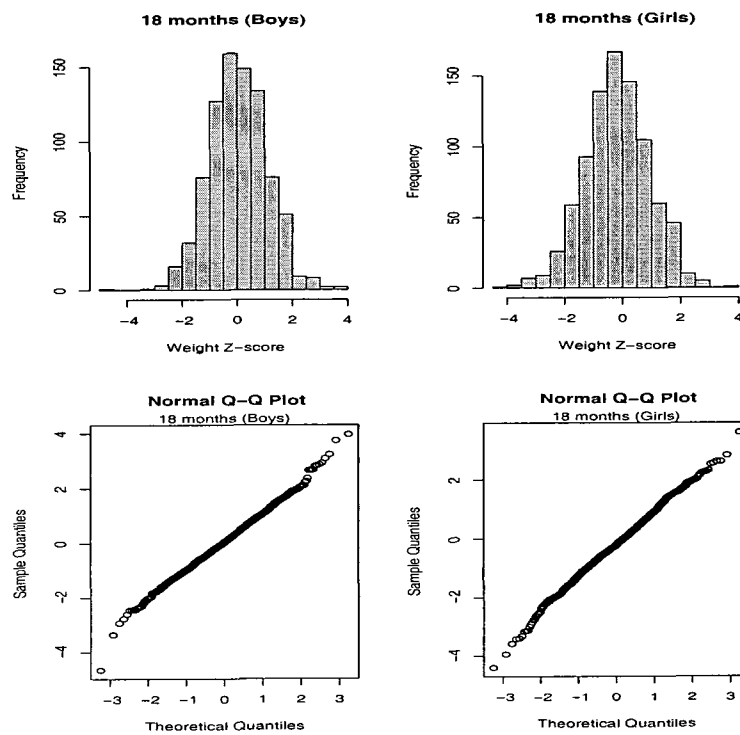 18 months (Boys)
Frequency
0
50
100
150
−4 −2 0 2 4
Weight Z−score
18 months (Girls)
Frequency
0
50
100
150
−4 −2 0 2 4
Weight Z−score
Normal Q−Q Plot
18 months (Boys)
Sample Quantiles
−4 −2 0 2 4
−3 −2 −1 0 1 2 3
Theoretical Quantiles
Normal Q−Q Plot
18 months (Girls)
Sample Quantiles
−4 −2 0 2
−3 −2 −1 0 1 2 3
Theoretical Quantiles